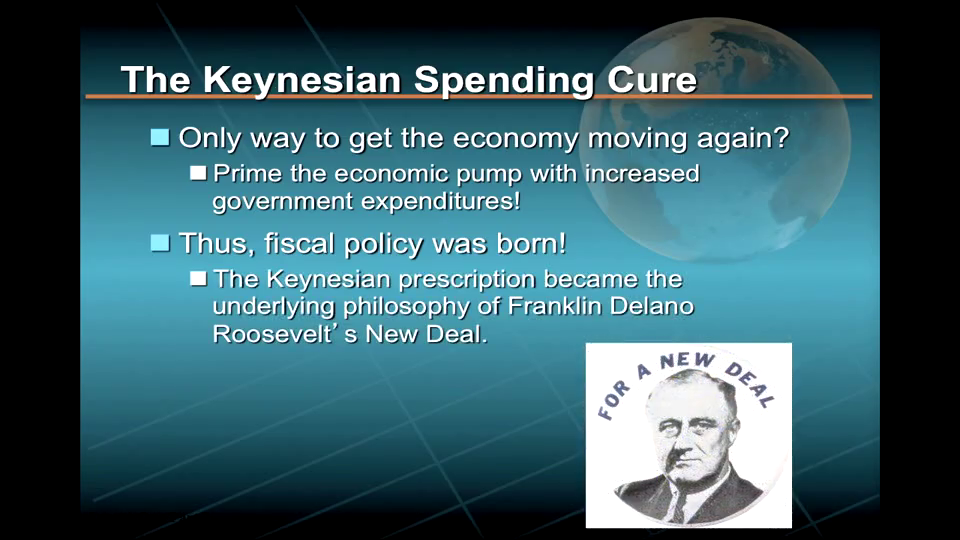 The Keynesian Spending Cure
Only way to get the economy moving again?
Prime the economic pump with increased
government expenditures!
Thus, fiscal policy was born!
The Keynesian prescription became the
underlying philosophy of Franklin Delano
Roosevelt’s New Deal.
FOR A NEW DEAL